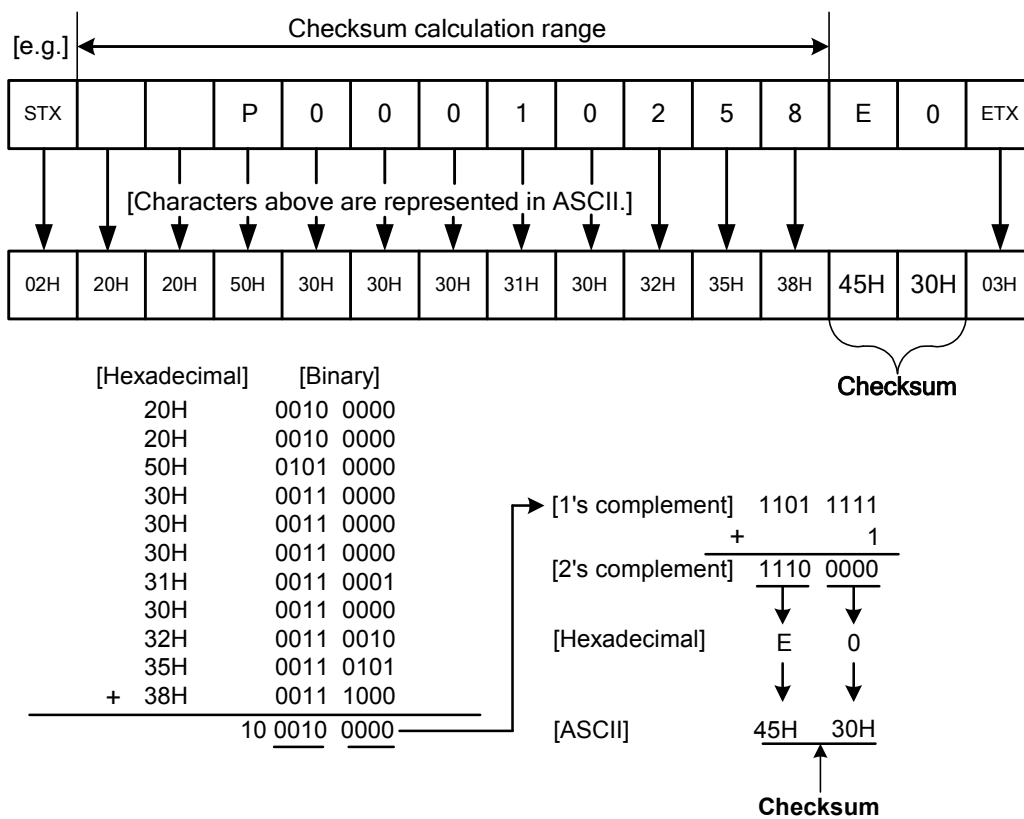 Checksum calculation range
[e.g.]
STX P 0 0 0 1 0 2 5 8 E 0 ETX
[Characters above are represented in ASCII.]
02H 20H 20H 50H 30H 30H 30H 31H 30H 32H 35H 38H 45H 30H 03H
Checksum
[Hexadecimal] [Binary]
20H 0010 0000
20H 0010 0000
50H 0101 0000
30H 0011 0000
30H 0011 0000
30H 0011 0000
31H 0011 0001
30H 0011 0000
32H 0011 0010
35H 0011 0101
+ 38H 0011 1000
10 0010 0000
[1's complement] 1101 1111
+ 1
[2's complement] 1110 0000
[Hexadecimal] E 0
[ASCII] 45H 30H
Checksum